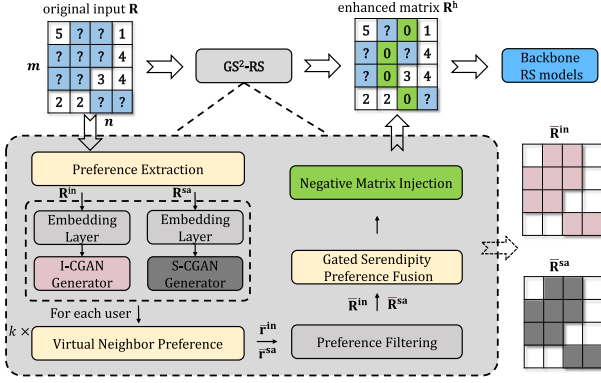 original input R
enhanced matrix Rʰ
5 ? ? 1
? ? ? 4
? ? 3 4
2 2 ? ?
m
n
GS²-RS
5 ? 0 1
? 0 ? 4
? 0 3 4
2 2 0 ?
Backbone
RS models
Preference Extraction
Rⁱⁿ
Rˢᵃ
Embedding
Layer
Embedding
Layer
I-CGAN
Generator
S-CGAN
Generator
For each user
k ×
Virtual Neighbor Preference
r̅ⁱⁿ
r̅ˢᵃ
Negative Matrix Injection
Gated Serendipity
Preference Fusion
R̅ⁱⁿ R̅ˢᵃ
Preference Filtering
R̅ⁱⁿ
R̅ˢᵃ